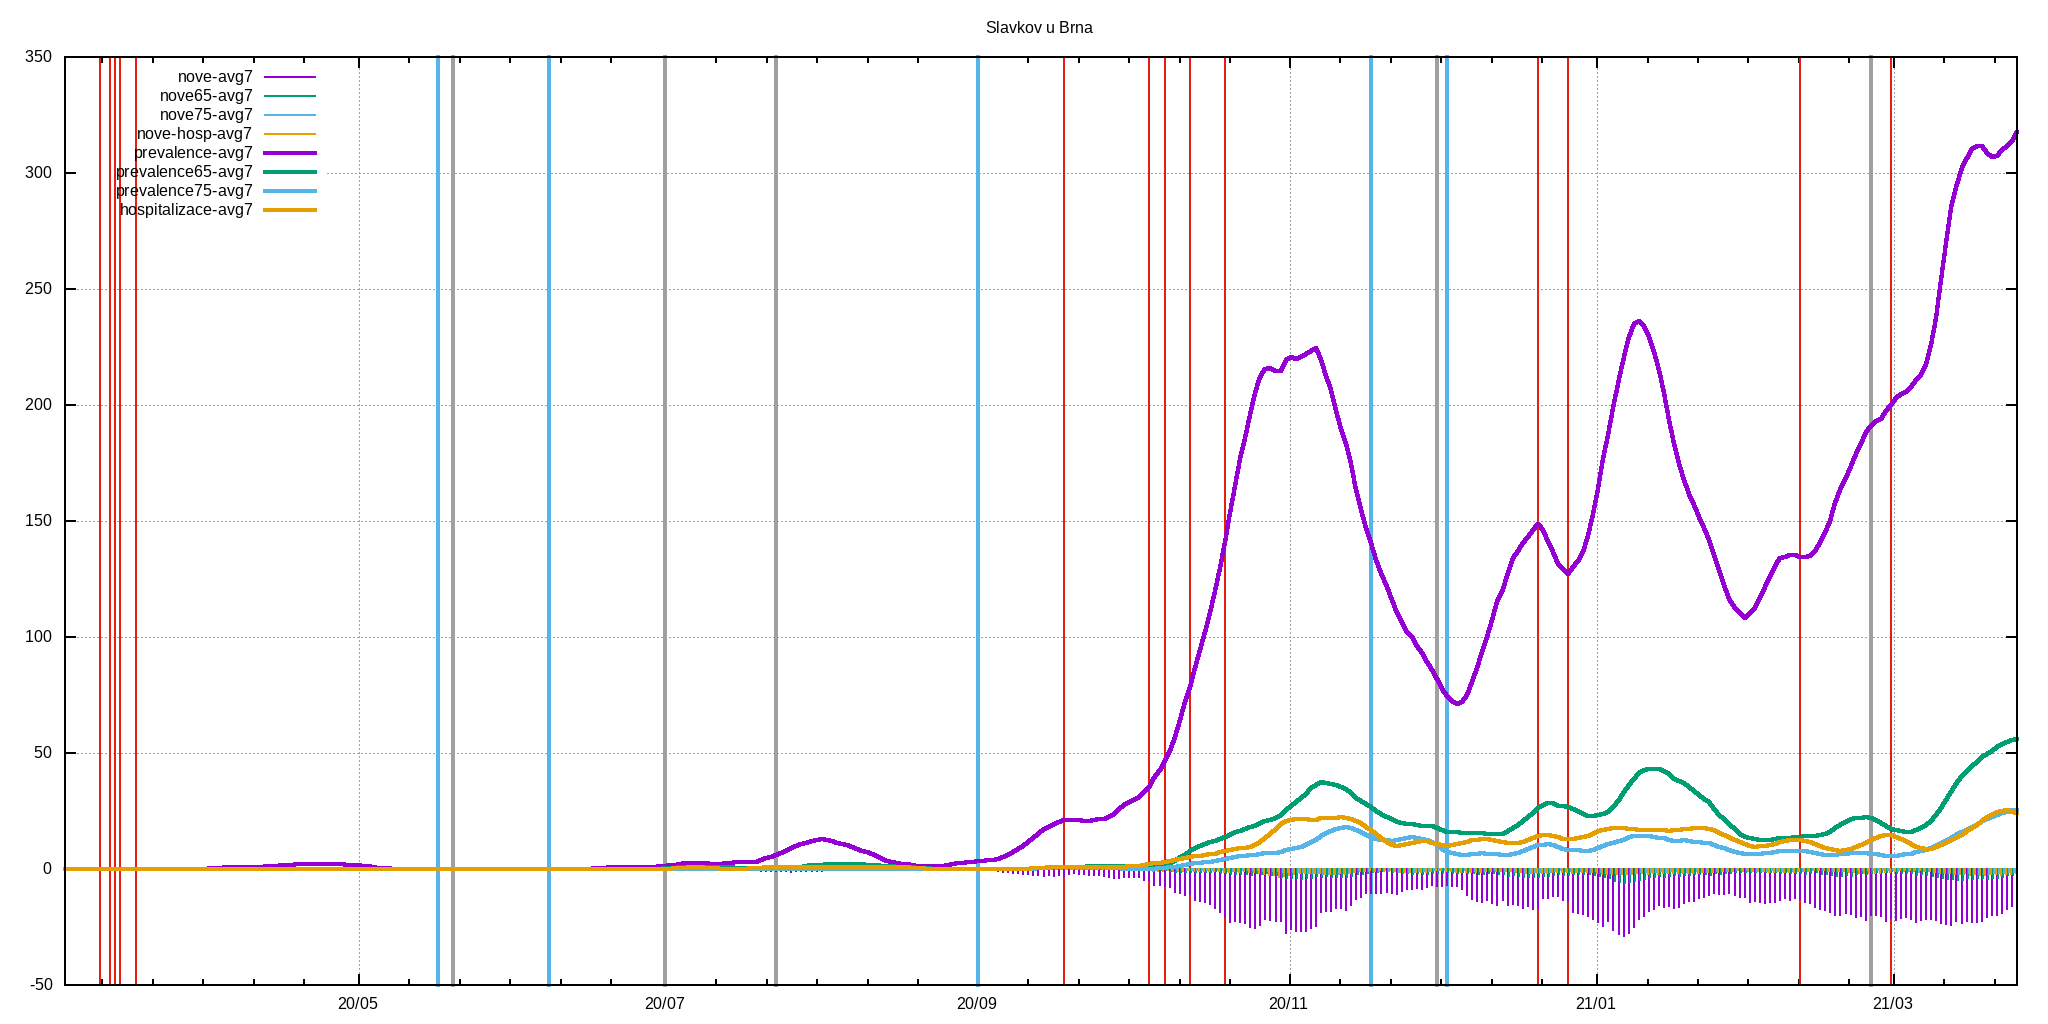 Slavkov u Brna
350
300
250
200
150
100
50
0
-50
nove-avg7
nove65-avg7
nove75-avg7
nove-hosp-avg7
prevalence-avg7
prevalence65-avg7
prevalence75-avg7
hospitalizace-avg7
20/05
20/07
20/09
20/11
21/01
21/03